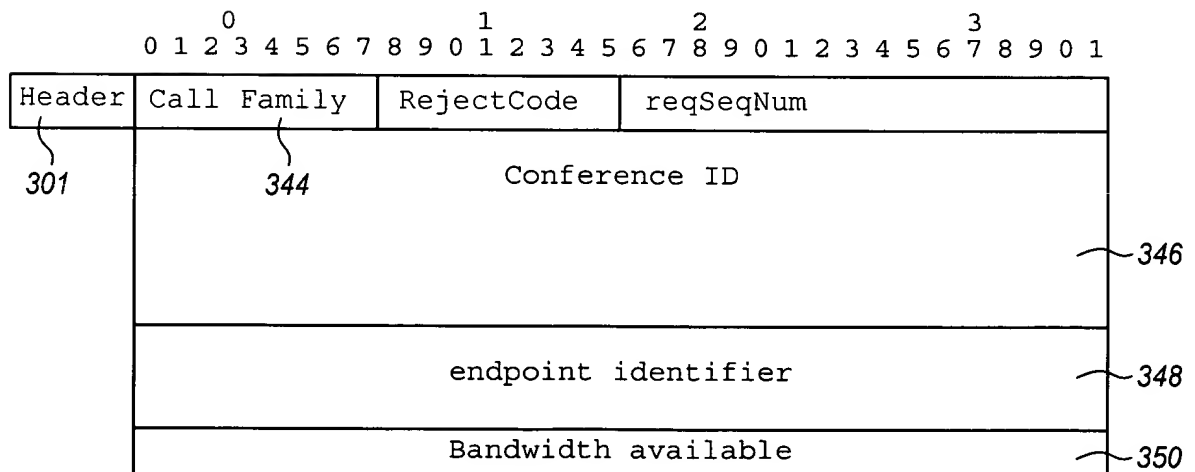 0 1 2 3
0 1 2 3 4 5 6 7 8 9 0 1 2 3 4 5 6 7 8 9 0 1 2 3 4 5 6 7 8 9 0 1
Header Call Family RejectCode reqSeqNum
301 344 Conference ID
346
endpoint identifier 348
Bandwidth available 350